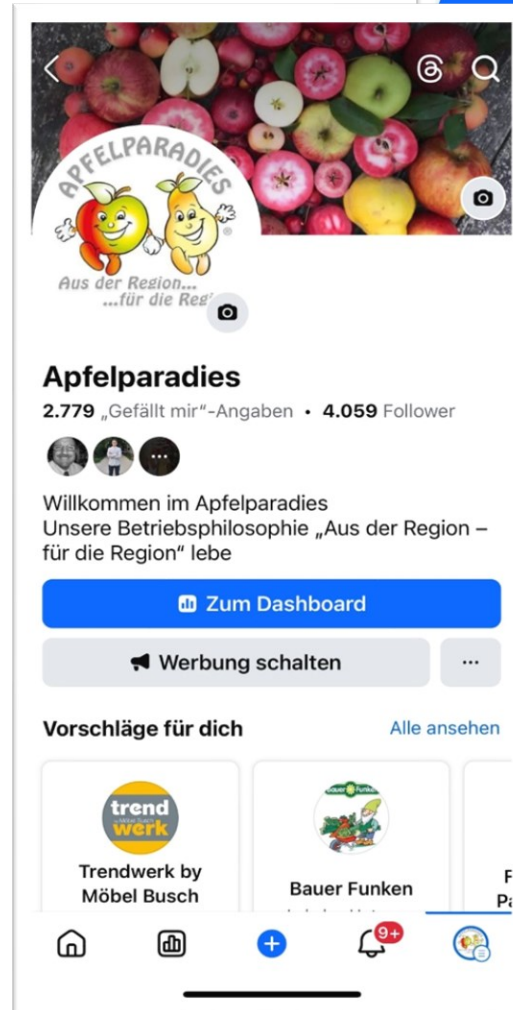 APFELPARADIES
Aus der Region...
...für die Reg
Apfelparadies
2.779 „Gefällt mir“-Angaben • 4.059 Follower
Willkommen im Apfelparadies
Unsere Betriebsphilosophie „Aus der Region –
für die Region“ lebe
Zum Dashboard
Werbung schalten
Vorschläge für dich
Alle ansehen
trend
werk
Trendwerk by
Möbel Busch
Bauer Funken
Bauer Funken
9+